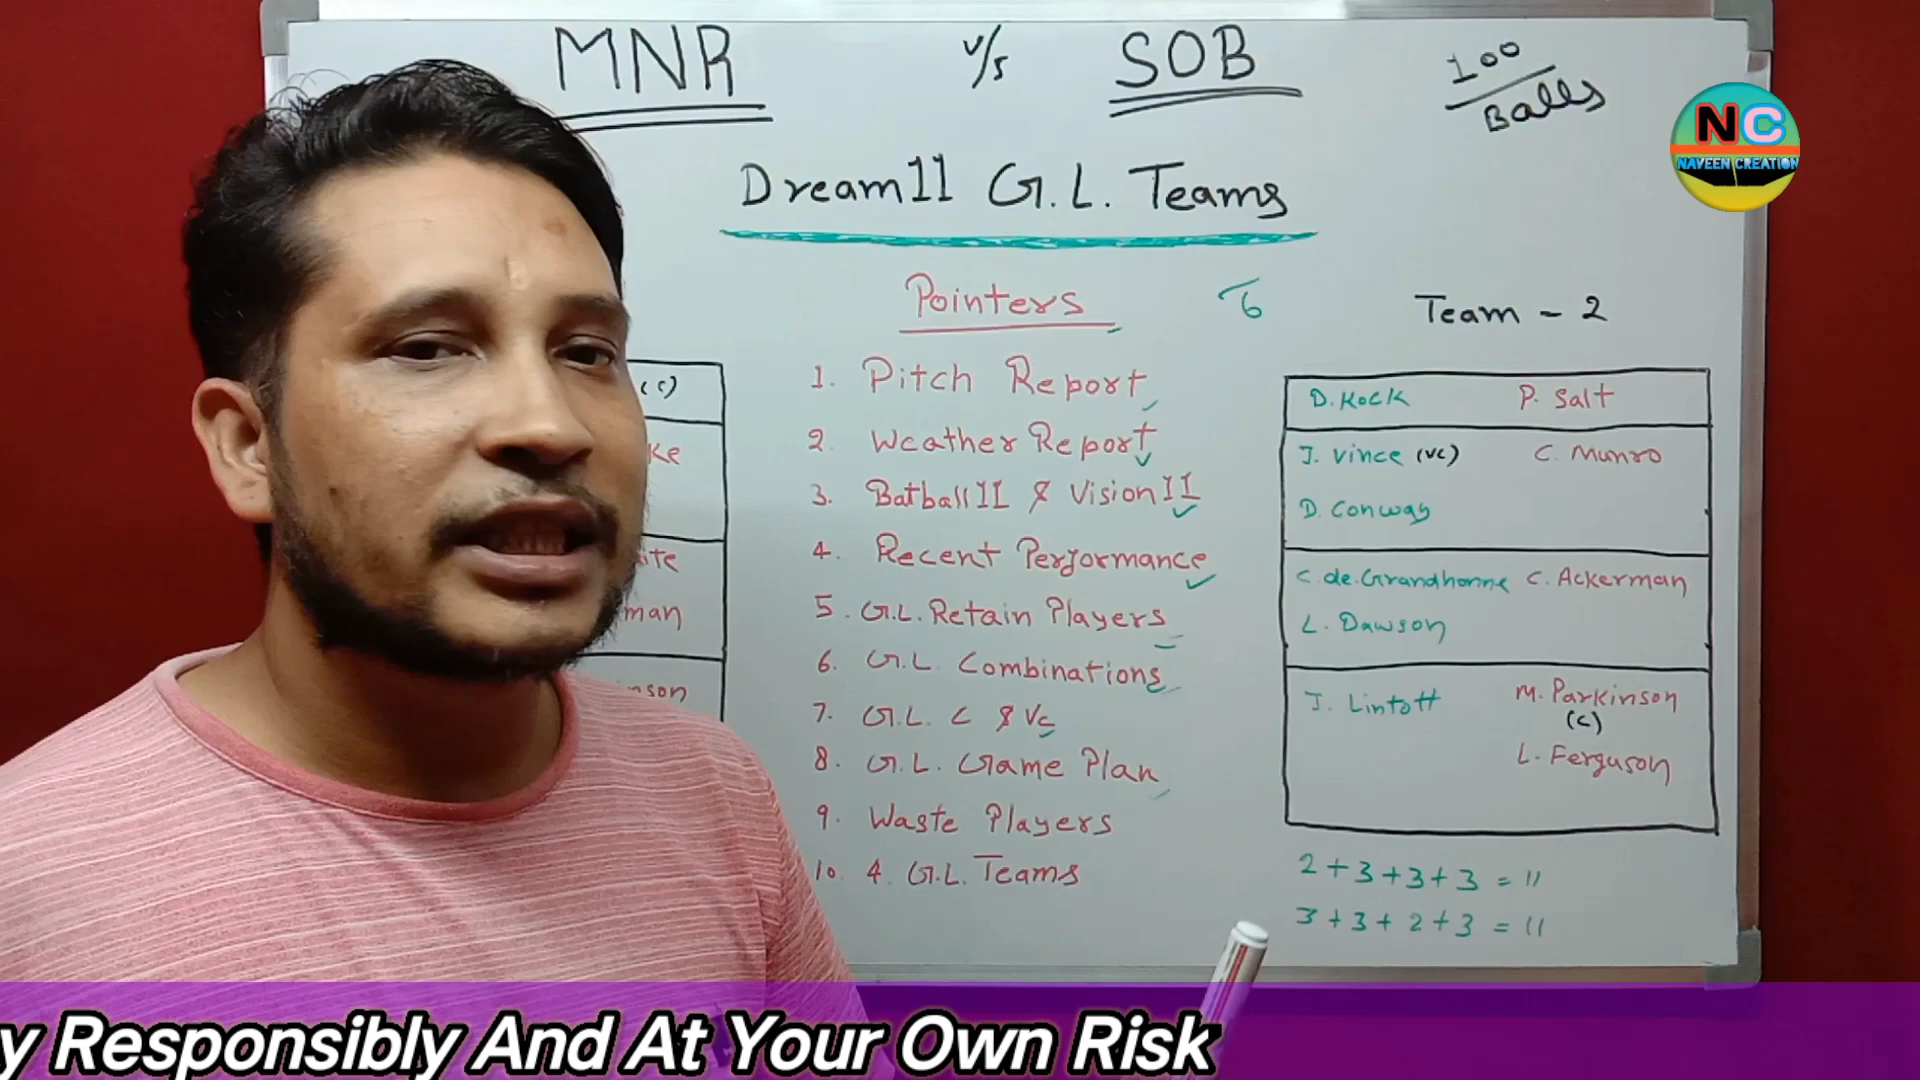 MNR V/S SOB 100
Balls
NC
NAVEEN CREATION
Dream11 G.L. Teams
Pointers
1. Pitch Report
2. Weather Report
3. Batball11 & Vision11
4. Recent Performance
5. G.L. Retain Players
6. G.L. Combinations
7. G.L. C & Vc
8. G.L. Game Plan
9. Waste Players
10. 4 G.L. Teams
(C)
Team - 2
D. Kock P. Salt
J. Vince (VC) C. Munro
D. Conway
C. de. Grandhomme C. Ackerman
L. Dawson
J. Lintott M. Parkinson
(C)
L. Ferguson
2 + 3 + 3 + 3 = 11
3 + 3 + 2 + 3 = 11
y Responsibly And At Your Own Risk